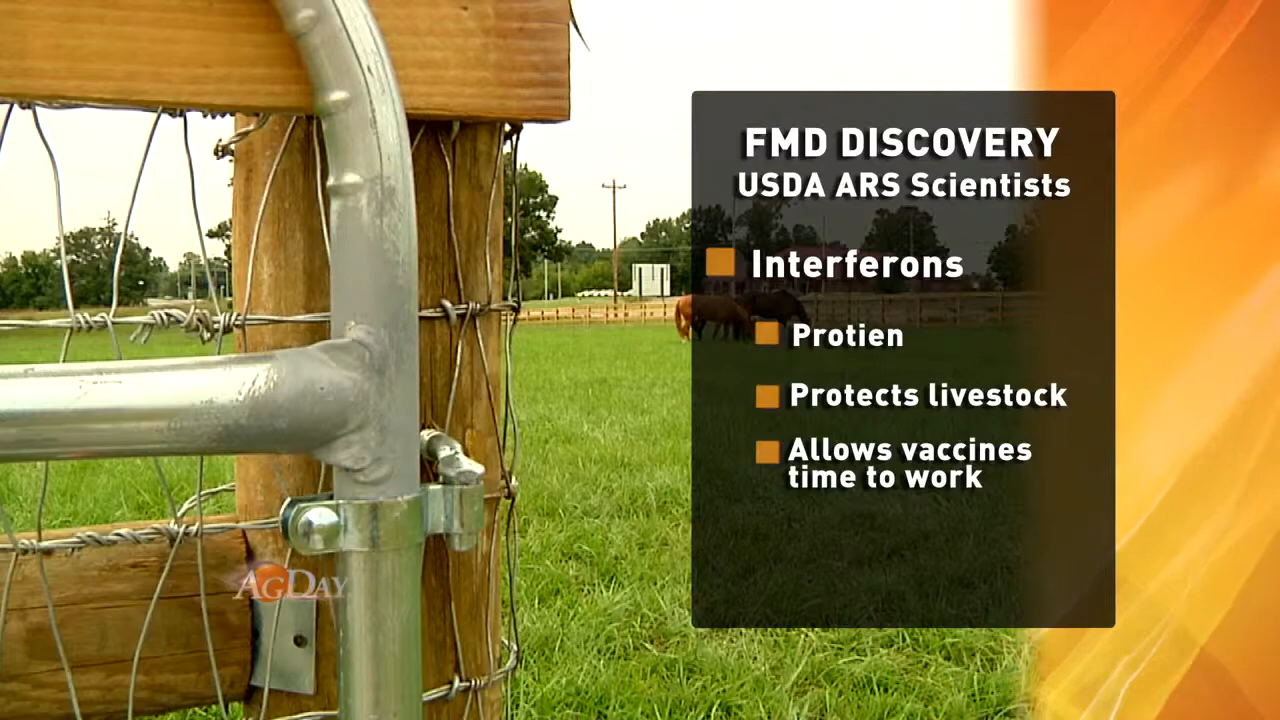 FMD DISCOVERY
USDA ARS Scientists
Interferons
Protien
Protects livestock
Allows vaccines
time to work
AGDAY